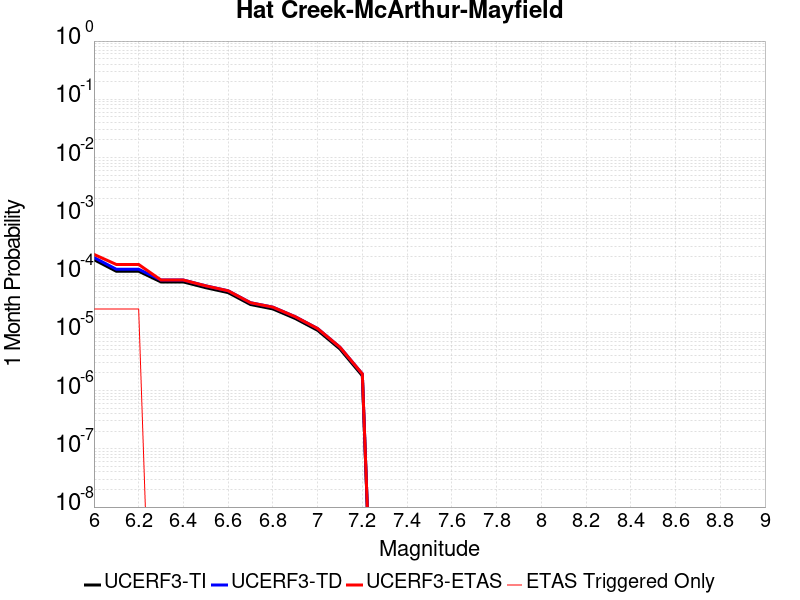 Hat Creek-McArthur-Mayfield
10^0
10^-1
10^-2
10^-3
10^-4
10^-5
10^-6
10^-7
10^-8
1 Month Probability
6 6.2 6.4 6.6 6.8 7 7.2 7.4 7.6 7.8 8 8.2 8.4 8.6 8.8 9
Magnitude
UCERF3-TI UCERF3-TD UCERF3-ETAS ETAS Triggered Only